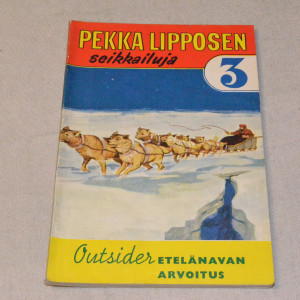 PEKKA LIPPOSEN
seikkailuja
3
Outsider ETELÄNAVAN
ARVOITUS